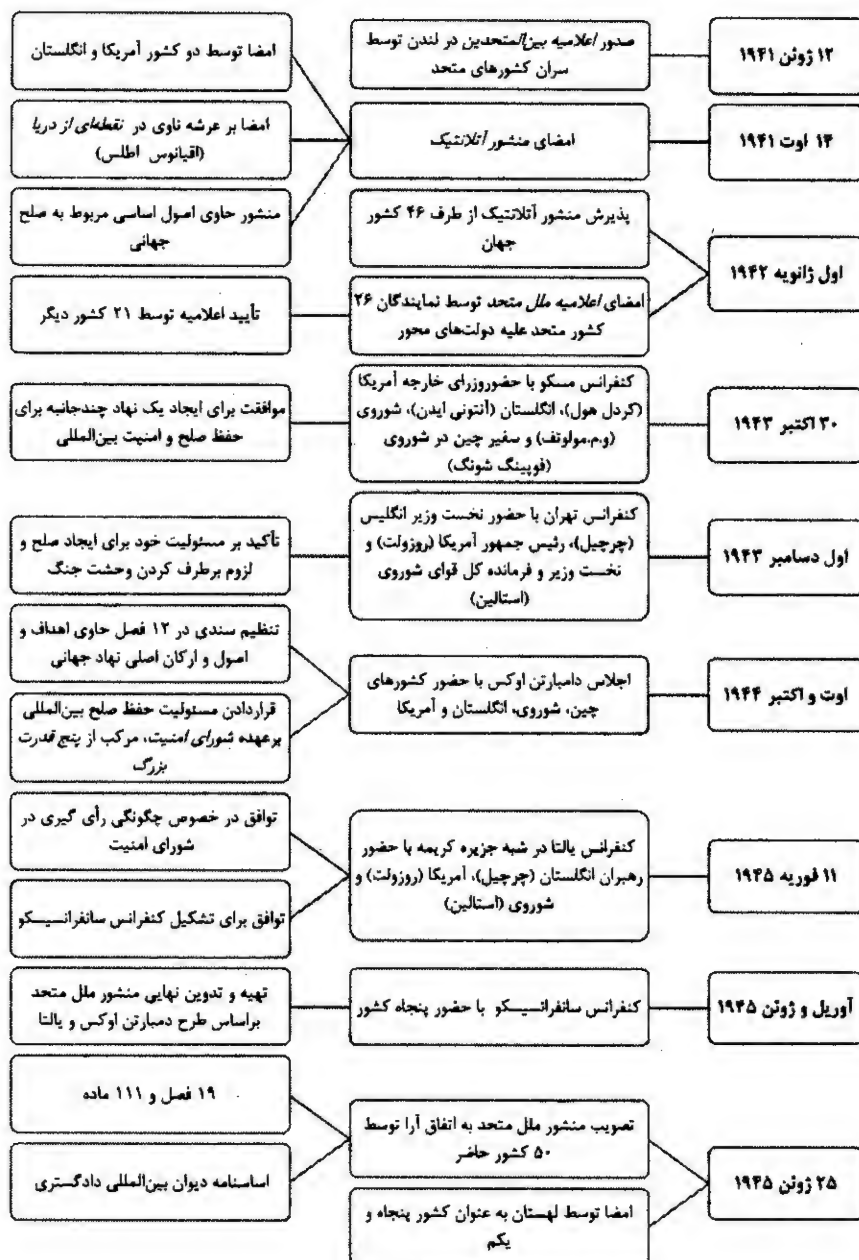 ۱۲ ژوئن ۱۹۴۱
صدور اعلامیه بین‌المتحدین در لندن توسط
سران کشورهای متحد
۱۴ اوت ۱۹۴۱
امضای منشور آتلانتیک
امضا توسط دو کشور آمریکا و انگلستان
امضا بر عرشه ناوی در نقطه‌ای از دریا
(اقیانوس اطلس)
منشور حاوی اصول اساسی مربوط به صلح
جهانی
اول ژانویه ۱۹۴۲
پذیرش منشور آتلانتیک از طرف ۴۶ کشور
جهان
امضای اعلامیه ملل متحد توسط نمایندگان ۲۶
کشور متحد علیه دولت‌های محور
تأیید اعلامیه توسط ۲۱ کشور دیگر
۳۰ اکتبر ۱۹۴۳
کنفرانس مسکو با حضوروزرای خارجه آمریکا
(کردل هول)، انگلستان (آنتونی ایدن)، شوروی
(و.م.مولوتف) و سفیر چین در شوروی
(فوپینگ شونگ)
موافقت برای ایجاد یک نهاد چندجانبه برای
حفظ صلح و امنیت بین‌المللی
اول دسامبر ۱۹۴۳
کنفرانس تهران با حضور نخست وزیر انگلیس
(چرچیل)، رئیس جمهور آمریکا (روزولت) و
نخست وزیر و فرمانده کل قوای شوروی
(استالین)
تأکید بر مسئولیت خود برای ایجاد صلح و
لزوم برطرف کردن وحشت جنگ
اوت و اکتبر ۱۹۴۴
اجلاس دامبارتن اوکس با حضور کشورهای
چین، شوروی، انگلستان و آمریکا
تنظیم سندی در ۱۲ فصل حاوی اهداف و
اصول و ارکان اصلی نهاد جهانی
قراردادن مسئولیت حفظ صلح بین‌المللی
برعهده شورای امنیت، مرکب از پنج قدرت
بزرگ
۱۱ فوریه ۱۹۴۵
کنفرانس یالتا در شبه جزیره کریمه با حضور
رهبران انگلستان (چرچیل)، آمریکا (روزولت) و
شوروی (استالین)
توافق در خصوص چگونگی رأی گیری در
شورای امنیت
توافق برای تشکیل کنفرانس سانفرانسیسکو
آوریل و ژوئن ۱۹۴۵
کنفرانس سانفرانسیسکو با حضور پنجاه کشور
تهیه و تدوین نهایی منشور ملل متحد
براساس طرح دمبارتن اوکس و یالتا
۲۵ ژوئن ۱۹۴۵
تصویب منشور ملل متحد به اتفاق آرا توسط
۵۰ کشور حاضر
۱۹ فصل و ۱۱۱ ماده
اساسنامه دیوان بین‌المللی دادگستری
امضا توسط لهستان به عنوان کشور پنجاه و
یکم